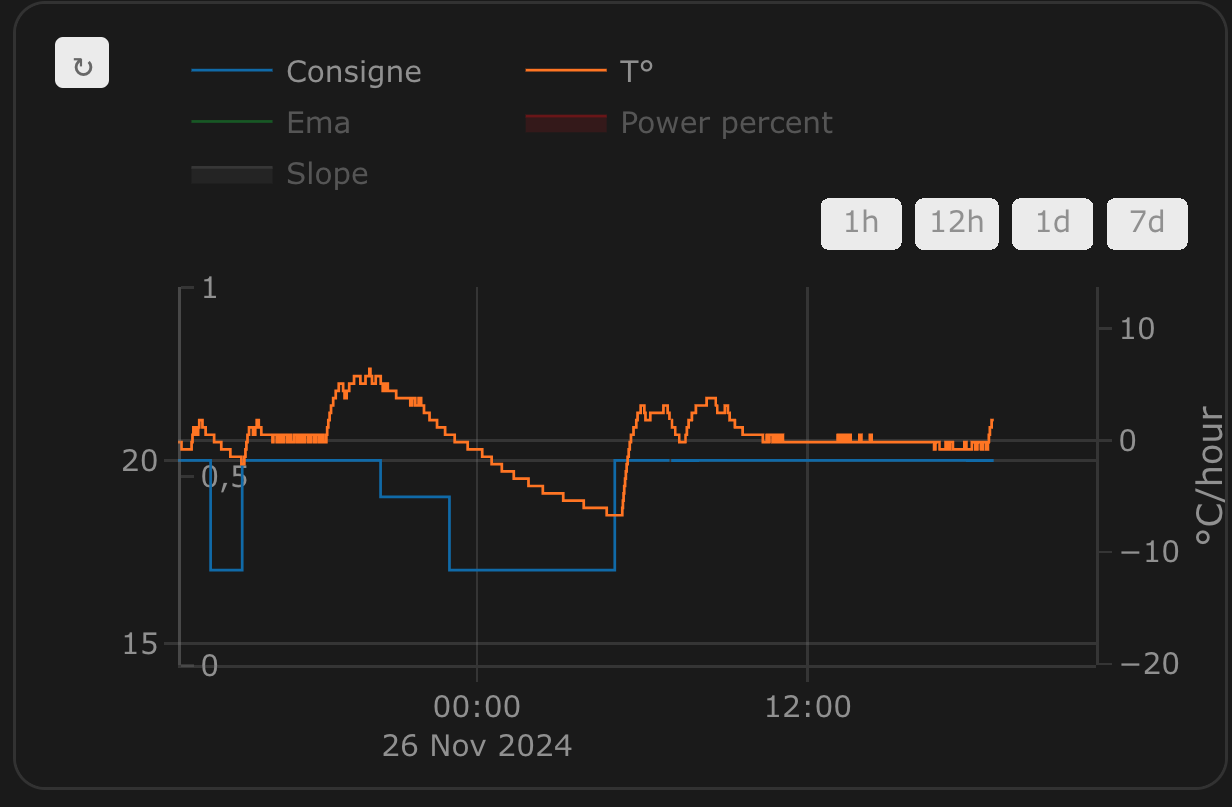 ↻
Consigne
T°
Ema
Power percent
Slope
1h
12h
1d
7d
1
10
20
0,5
0
°C/hour
−10
15
0
−20
00:00
12:00
26 Nov 2024